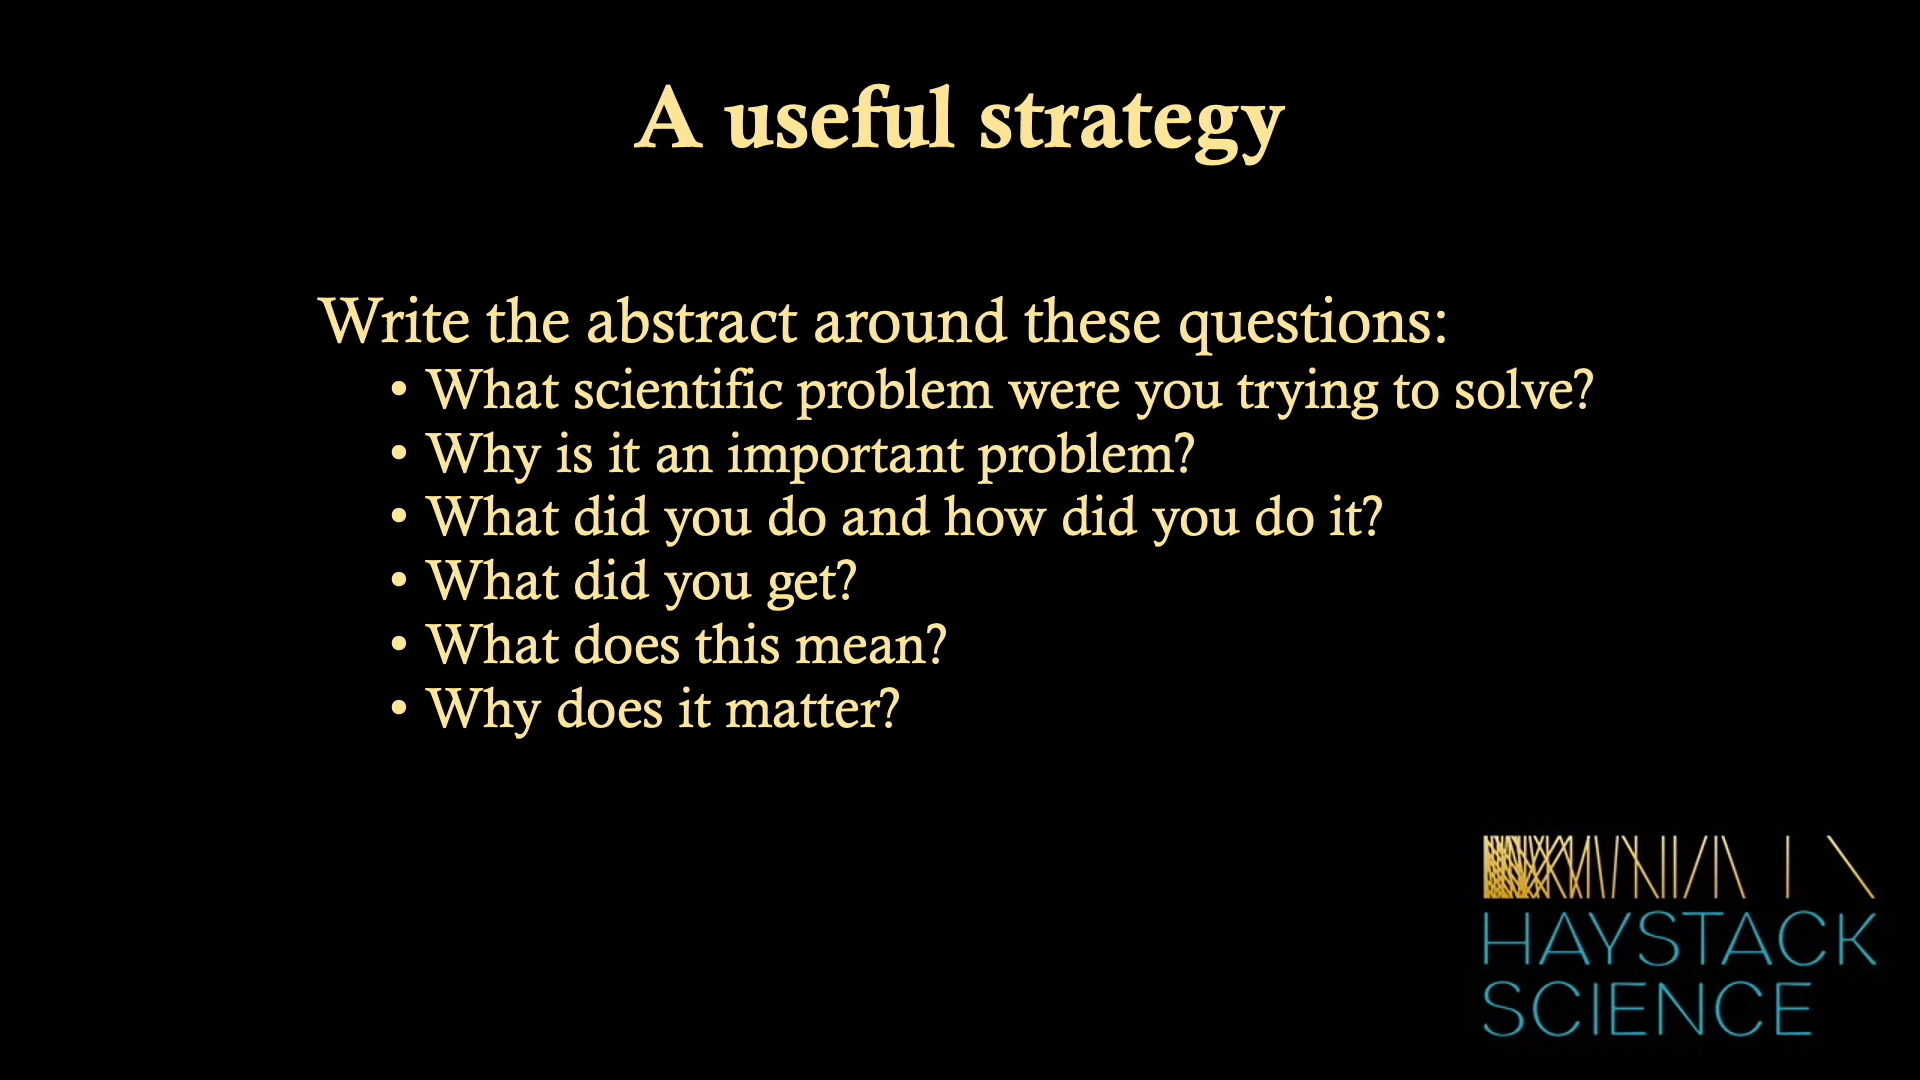 A useful strategy
Write the abstract around these questions:
• What scientific problem were you trying to solve?
• Why is it an important problem?
• What did you do and how did you do it?
• What did you get?
• What does this mean?
• Why does it matter?
HAYSTACK
SCIENCE